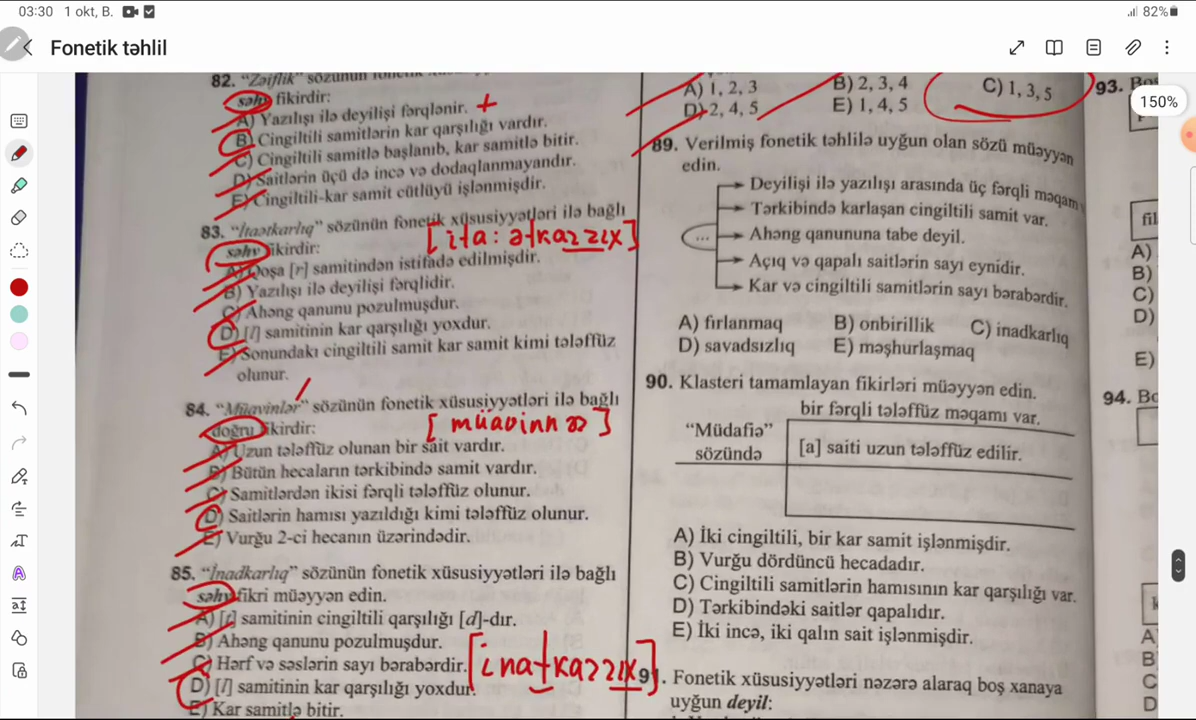 03:30 1 okt, B.
82%
Fonetik təhlil
150%
82. "Zəiflik" sözünün fonetik
səhv fikirdir:
A) Yazılışı ilə deyilişi fərqlənir. +
B) Cingiltili samitlərin kar qarşılığı vardır.
C) Cingiltili samitlə başlanıb, kar samitlə bitir.
D) Saitlərin üçü də incə və dodaqlanmayandır.
E) Cingiltili-kar samit cütlüyü işlənmişdir.
83. "İtaətkarlıq" sözünün fonetik xüsusiyyətləri ilə bağlı
səhv fikirdir:
[ita:ətkazzıx]
A) Qoşa [r] samitindən istifadə edilmişdir.
B) Yazılışı ilə deyilişi fərqlidir.
C) Ahəng qanunu pozulmuşdur.
D) [l] samitinin kar qarşılığı yoxdur.
E) Sonundakı cingiltili samit kar samit kimi tələffüz
olunur.
84. "Müavinlər" sözünün fonetik xüsusiyyətləri ilə bağlı
doğru fikirdir:
A) Uzun tələffüz olunan bir sait vardır.
B) Bütün hecaların tərkibində samit vardır.
C) Samitlərdən ikisi fərqli tələffüz olunur.
D) Saitlərin hamısı yazıldığı kimi tələffüz olunur.
E) Vurğu 2-ci hecanın üzərindədir.
85. "İnadkarlıq" sözünün fonetik xüsusiyyətləri ilə bağlı
səhv fikri müəyyən edin.
A) [t] samitinin cingiltili qarşılığı [d]-dır.
B) Ahəng qanunu pozulmuşdur.
C) Hərf və səslərin sayı bərabərdir.
[inatkazzıx]
D) [l] samitinin kar qarşılığı yoxdur.
E) Kar samitlə bitir.
A) 1, 2, 3 B) 2, 3, 4 C) 1, 3, 5
D) 2, 4, 5 E) 1, 4, 5
89. Verilmiş fonetik təhlilə uyğun olan sözü müəyyən
edin.
Deyilişi ilə yazılışı arasında üç fərqli məqam
Tərkibində karlaşan cingiltili samit var.
... Ahəng qanununa tabe deyil.
Açıq və qapalı saitlərin sayı eynidir.
Kar və cingiltili samitlərin sayı bərabərdir.
A) fırlanmaq B) onbirillik C) inadkarlıq
D) savadsızlıq E) məşhurlaşmaq
90. Klasteri tamamlayan fikirləri müəyyən edin.
bir fərqli tələffüz məqamı var.
"Müdafiə"
sözündə
[a] saiti uzun tələffüz edilir.
A) İki cingiltili, bir kar samit işlənmişdir.
B) Vurğu dördüncü hecadadır.
C) Cingiltili samitlərin hamısının kar qarşılığı var.
D) Tərkibindəki saitlər qapalıdır.
E) İki incə, iki qalın sait işlənmişdir.
91. Fonetik xüsusiyyətləri nəzərə alaraq boş xanaya
uyğun deyil:
93. Boş
fil
A)
B)
C)
D)
E)
94. Bo
A
B
C
D